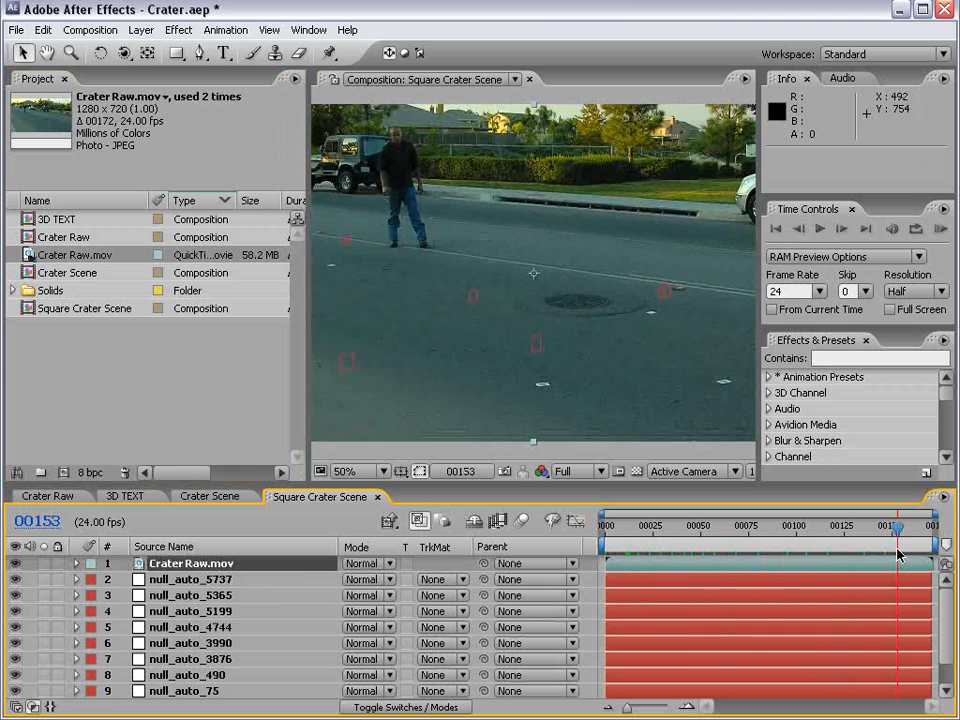 Adobe After Effects - Crater.aep *
File Edit Composition Layer Effect Animation View Window Help
Workspace: Standard
Project
Crater Raw.mov, used 2 times
1280 x 720 (1.00)
Δ 00172, 24.00 fps
Millions of Colors
Photo - JPEG
Name Type Size Dura
3D TEXT Composition
Crater Raw Composition
Crater Raw.mov QuickTi...ovie 58.2 MB
Crater Scene Composition
Solids Folder
Square Crater Scene Composition
8 bpc
Composition: Square Crater Scene
50% 00153 Full Active Camera 1
Info Audio
R: X: 492
G: Y: 754
B:
A: 0
Time Controls
RAM Preview Options
Frame Rate Skip Resolution
24 0 Half
From Current Time Full Screen
Effects & Presets
Contains:
* Animation Presets
3D Channel
Audio
Avidion Media
Blur & Sharpen
Channel
Crater Raw 3D TEXT Crater Scene Square Crater Scene
00153 (24.00 fps)
0000 00025 00050 00075 00100 00125
# Source Name Mode T TrkMat Parent
1 Crater Raw.mov Normal None
2 null_auto_5737 Normal None None
3 null_auto_5365 Normal None None
4 null_auto_5199 Normal None None
5 null_auto_4744 Normal None None
6 null_auto_3990 Normal None None
7 null_auto_3876 Normal None None
8 null_auto_490 Normal None None
9 null_auto_75 Normal None None
Toggle Switches / Modes